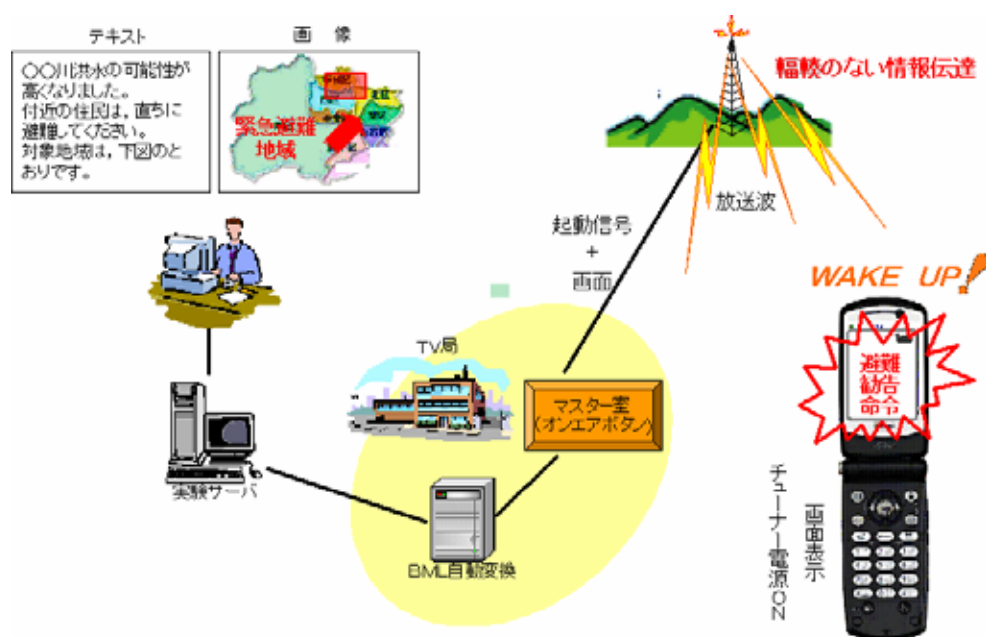 テキスト
画像
〇〇川洪水の可能性が
高くなりました。
付近の住民は，直ちに
避難してください。
対象地域は，下図のと
おりです。
緊急避難
地域
輻輳のない情報伝達
放送波
起動信号
+
画面
WAKE UP!
TV局
マスター室
(オンエアボタン)
避難
勧告
命令
実験サーバ
BML自動変換
チューナー電源ON
画面表示